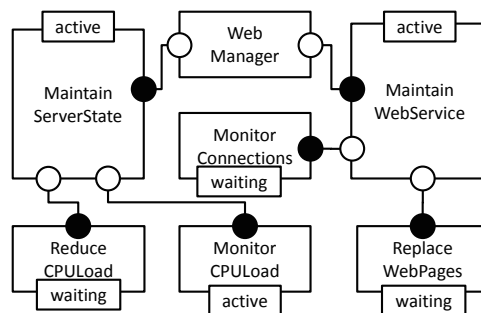 active
Web
Manager
active
Maintain
ServerState
Maintain
WebService
Monitor
Connections
waiting
Reduce
CPULoad
waiting
Monitor
CPULoad
active
Replace
WebPages
waiting